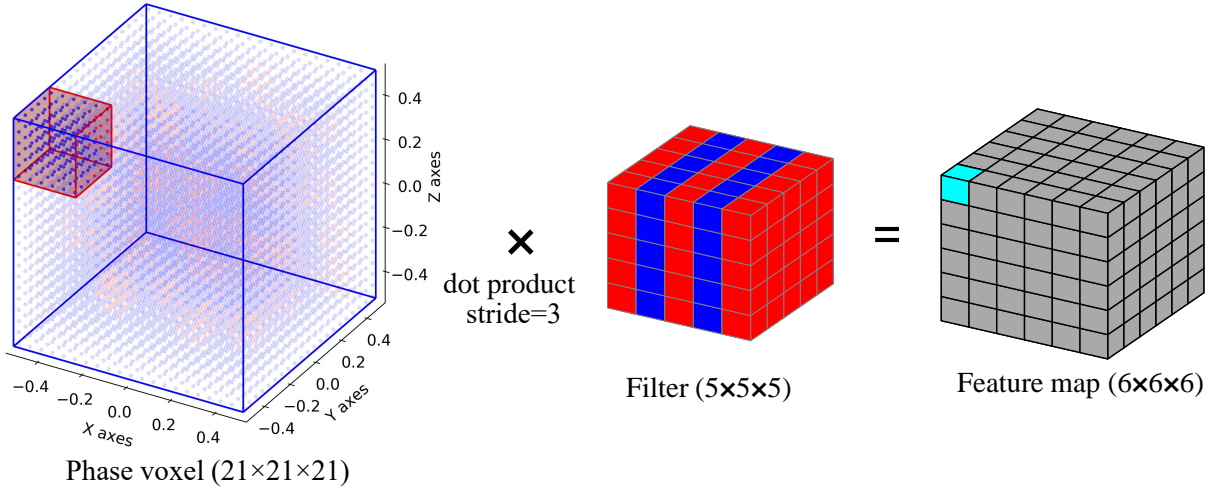 0.4
0.2
0.0
−0.2
−0.4
Z axes
0.4
0.2
0.0
−0.2
−0.4
Y axes
−0.4
−0.2
0.0
0.2
0.4
X axes
Phase voxel (21×21×21)
×
dot product
stride=3
Filter (5×5×5)
=
Feature map (6×6×6)